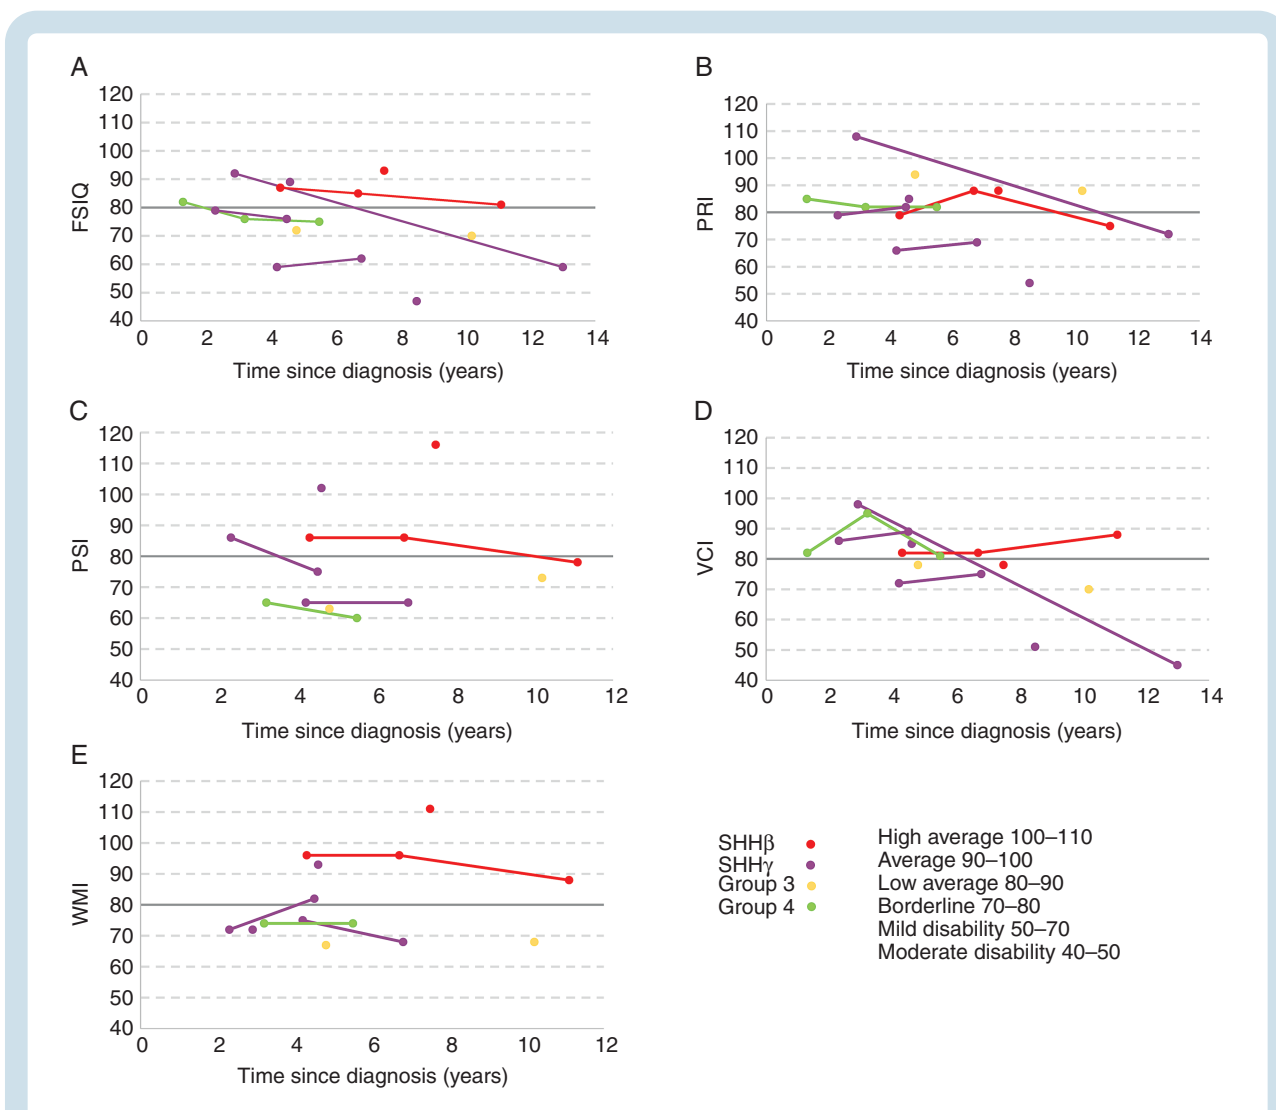 A
120
110
100
90
80
70
60
50
40
FSIQ
0 2 4 6 8 10 12 14
Time since diagnosis (years)
B
120
110
100
90
80
70
60
50
40
PRI
0 2 4 6 8 10 12 14
Time since diagnosis (years)
C
120
110
100
90
80
70
60
50
40
PSI
0 2 4 6 8 10 12
Time since diagnosis (years)
D
120
110
100
90
80
70
60
50
40
VCI
0 2 4 6 8 10 12 14
Time since diagnosis (years)
E
120
110
100
90
80
70
60
50
40
WMI
0 2 4 6 8 10 12
Time since diagnosis (years)
SHHβ
SHHγ
Group 3
Group 4
High average 100–110
Average 90–100
Low average 80–90
Borderline 70–80
Mild disability 50–70
Moderate disability 40–50